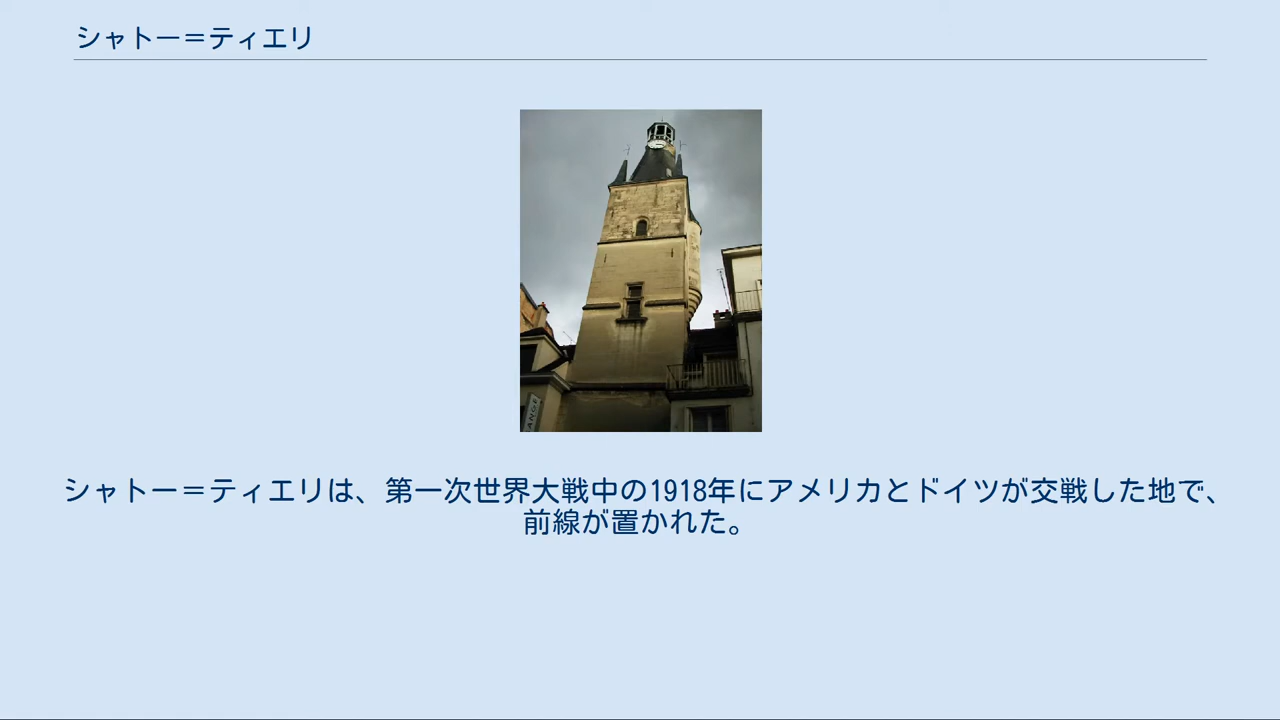 シャトー＝ティエリ
シャトー＝ティエリは、第一次世界大戦中の1918年にアメリカとドイツが交戦した地で、
前線が置かれた。